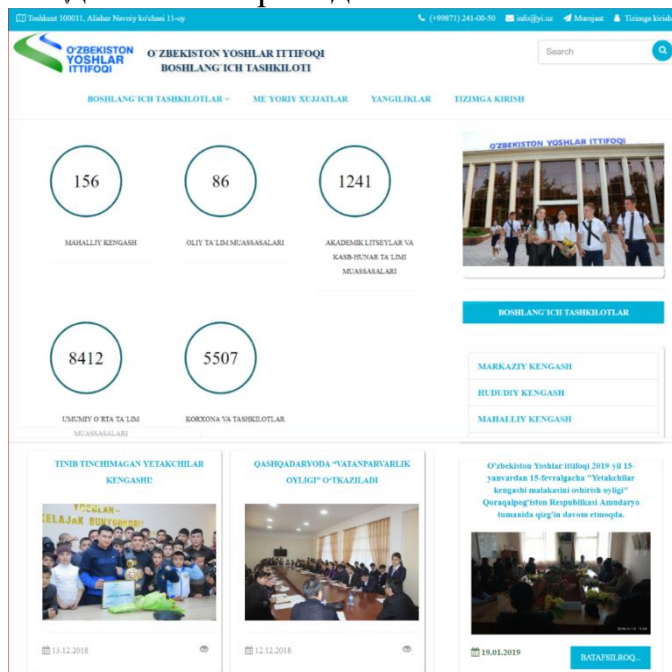 Toshkent 100011, Alisher Navoiy ko'chasi 11-uy
(+99871) 241-00-50 info@yi.uz Murojaat Tizimga kirish
O'ZBEKISTON
YOSHLAR
ITTIFOQI
O`ZBEKISTON YOSHLAR ITTIFOQI
BOSHLANG`ICH TASHKILOTI
Search
BOSHLANG`ICH TASHKILOTLAR
ME`YORIY XUJJATLAR
YANGILIKLAR
TIZIMGA KIRISH
156
MAHALLIY KENGASH
86
OLIY TA`LIM MUASSASALARI
1241
AKADEMIK LITSEYLAR VA
KASB-HUNAR TA`LIMI
MUASSASALARI
O'ZBEKISTON YOSHLAR ITTIFOQI
8412
UMUMIY O`RTA TA`LIM
MUASSASALARI
5507
KORXONA VA TASHKILOTLAR
BOSHLANG`ICH TASHKILOTLAR
MARKAZIY KENGASH
HUDUDIY KENGASH
MAHALLIY KENGASH
TINIB TINCHIMAGAN YETAKCHILAR
KENGASHI!
13.12.2018
QASHQADARYODA “VATANPARVARLIK
OYLIGI” O‘TKAZILADI
12.12.2018
O'zbekiston Yoshlar ittifoqi 2019-yil 15-
yanvardan 15-fevralgacha "Yetakchilar
kengashi malakasini oshirish oyligi"
Qoraqalpog'iston Respublikasi Amudaryo
tumanida qizg'in davom etmoqda.
19.01.2019
BATAFSILROQ...